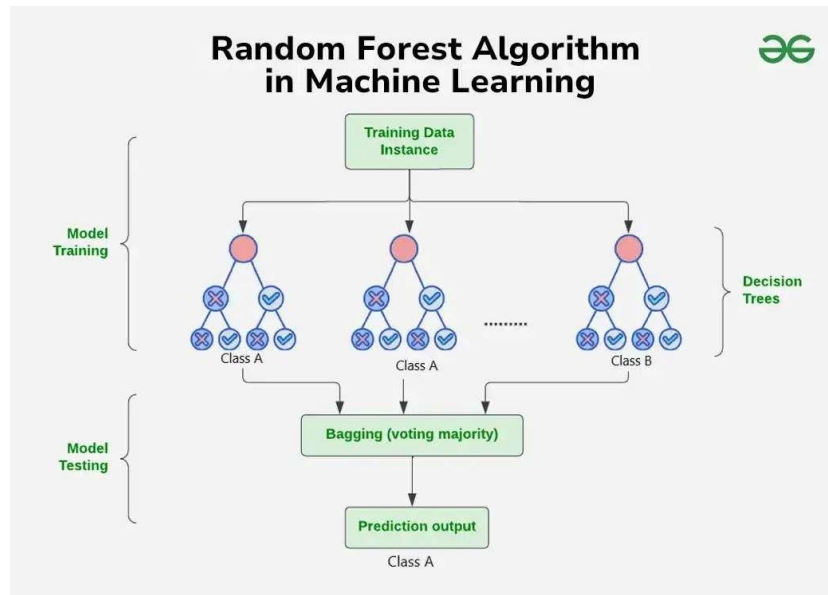 Random Forest Algorithm
in Machine Learning
Training Data
Instance
Model
Training
Decision
Trees
.........
Class A
Class A
Class B
Bagging (voting majority)
Model
Testing
Prediction output
Class A